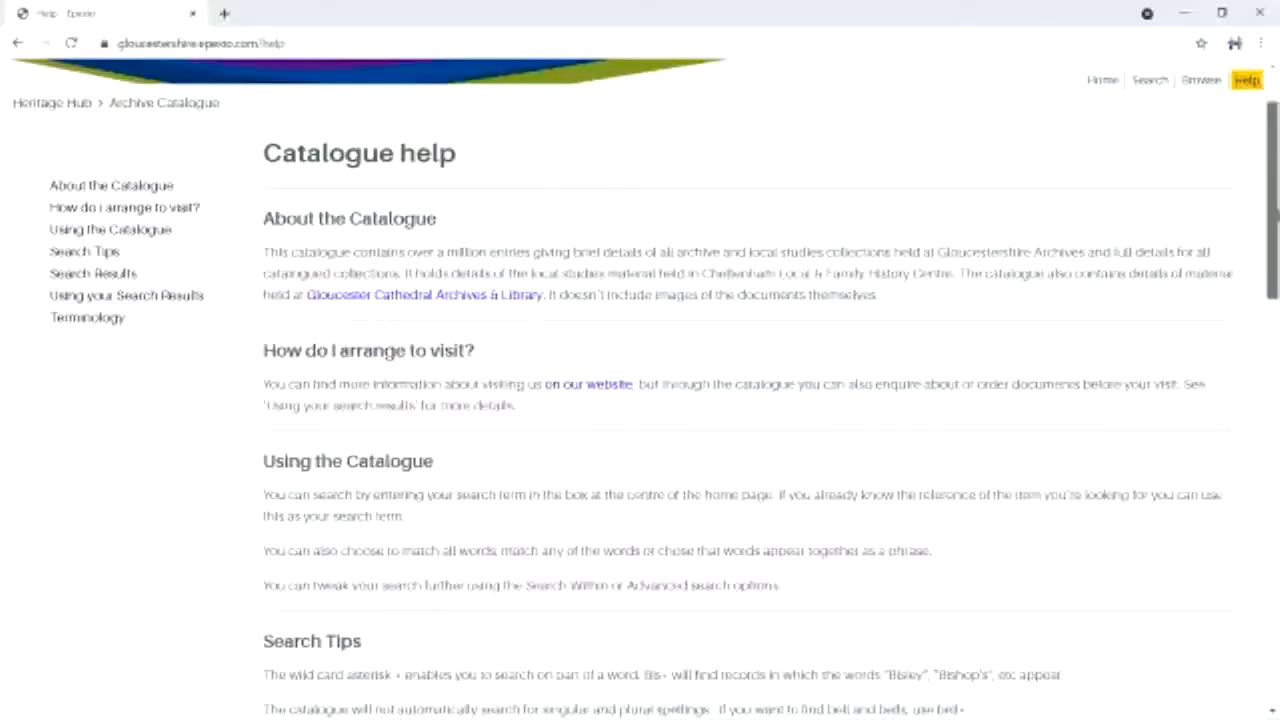 Help - Epexio
gloucestershire.epexio.com/help
Home Search Browse Help
Heritage Hub > Archive Catalogue
Catalogue help
About the Catalogue
How do I arrange to visit?
Using the Catalogue
Search Tips
Search Results
Using your Search Results
Terminology
About the Catalogue
This catalogue contains over a million entries giving brief details of all archive and local studies collections held at Gloucestershire Archives and full details for all
catalogued collections. It holds details of the local studies material held in Cheltenham Local & Family History Centre. The catalogue also contains details of material
held at Gloucester Cathedral Archives & Library. It doesn't include images of the documents themselves.
How do I arrange to visit?
You can find more information about visiting us on our website, but through the catalogue you can also enquire about or order documents before your visit. See
'Using your search results' for more details.
Using the Catalogue
You can search by entering your search term in the box at the centre of the home page. If you already know the reference of the item you're looking for you can use
this as your search term.
You can also choose to match all words, match any of the words or chose that words appear together as a phrase.
You can tweak your search further using the Search Within or Advanced search options.
Search Tips
The wild card asterisk * enables you to search on part of a word. Bis* will find records in which the words "Bisley", "Bishop's", etc appear
The catalogue will not automatically search for singular and plural spellings. If you want to find bell and bells, use bell*